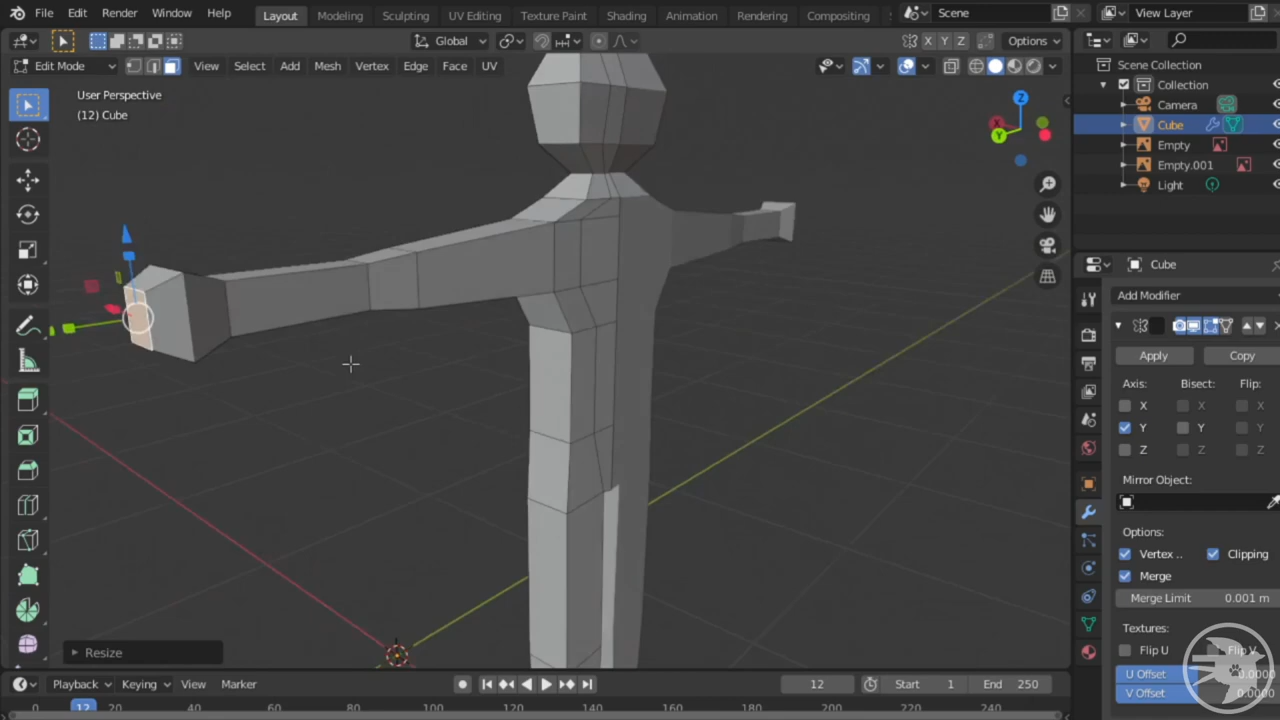 File Edit Render Window Help Layout Modeling Sculpting UV Editing Texture Paint Shading Animation Rendering Compositing Scene View Layer
Global Options X Y Z
Edit Mode View Select Add Mesh Vertex Edge Face UV
User Perspective
(12) Cube
Z
X
Y
Scene Collection
Collection
Camera
Cube
Empty
Empty.001
Light
Cube
Add Modifier
Apply Copy
Axis: Bisect: Flip:
X X X
Y Y Y
Z Z Z
Mirror Object:
Options:
Vertex .. Clipping
Merge
Merge Limit 0.001 m
Textures:
Flip U Flip V
U Offset 0.0000
V Offset 0.0000
Resize
Playback Keying View Marker 12 Start 1 End 250
12 20 40 60 80 100 120 140 160 180 200 220 240